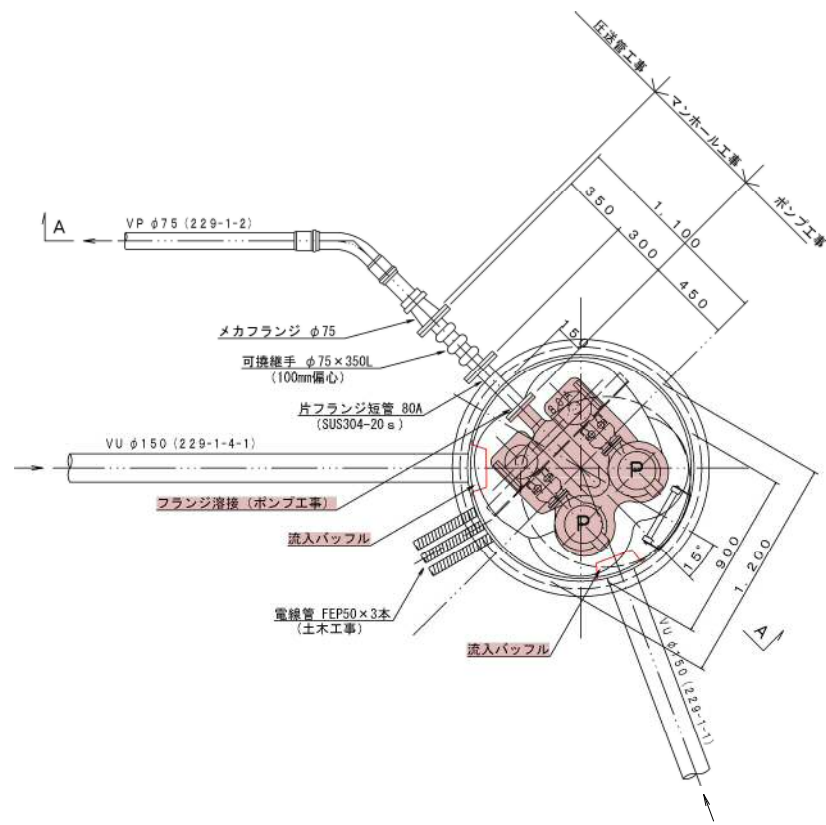 圧送管工事
マンホール工事
ポンプ工事
1,100
350
300
450
A
VP φ75 (229-1-2)
メカフランジ φ75
可撓継手 φ75×350L
(100mm偏心)
150
片フランジ短管 80A
(SUS304-20s)
VU φ150 (229-1-4-1)
P
P
フランジ溶接(ポンプ工事)
流入バッフル
15°
900
1,200
電線管 FEP50×3本
(土木工事)
流入バッフル
A
VU φ150 (229-1-1)